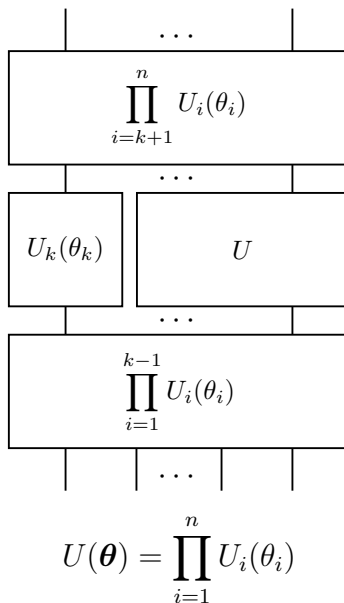 . . .
∏_{i=k+1}^{n} U_i(θ_i)
. . .
U_k(θ_k) U
. . .
∏_{i=1}^{k−1} U_i(θ_i)
. . .
U(𝜽) = ∏_{i=1}^{n} U_i(θ_i)